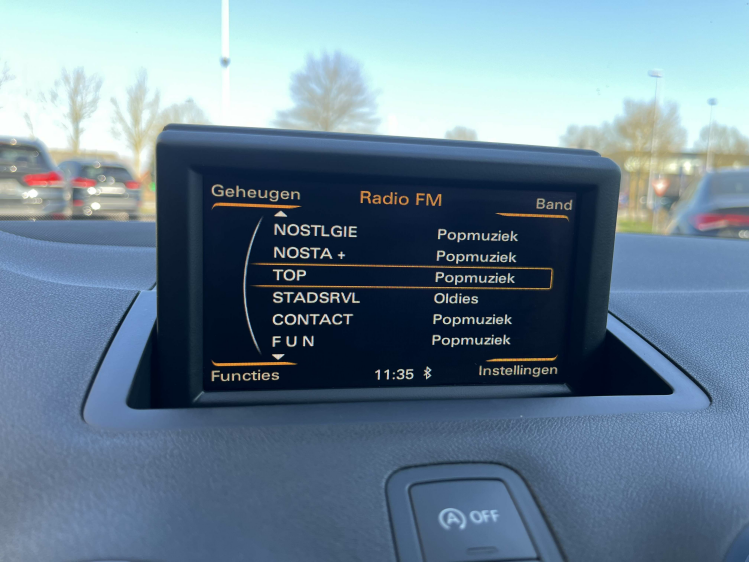 Geheugen Radio FM Band
NOSTLGIE Popmuziek
NOSTA + Popmuziek
TOP Popmuziek
STADSRVL Oldies
CONTACT Popmuziek
F U N Popmuziek
Functies 11:35 Instellingen
A OFF